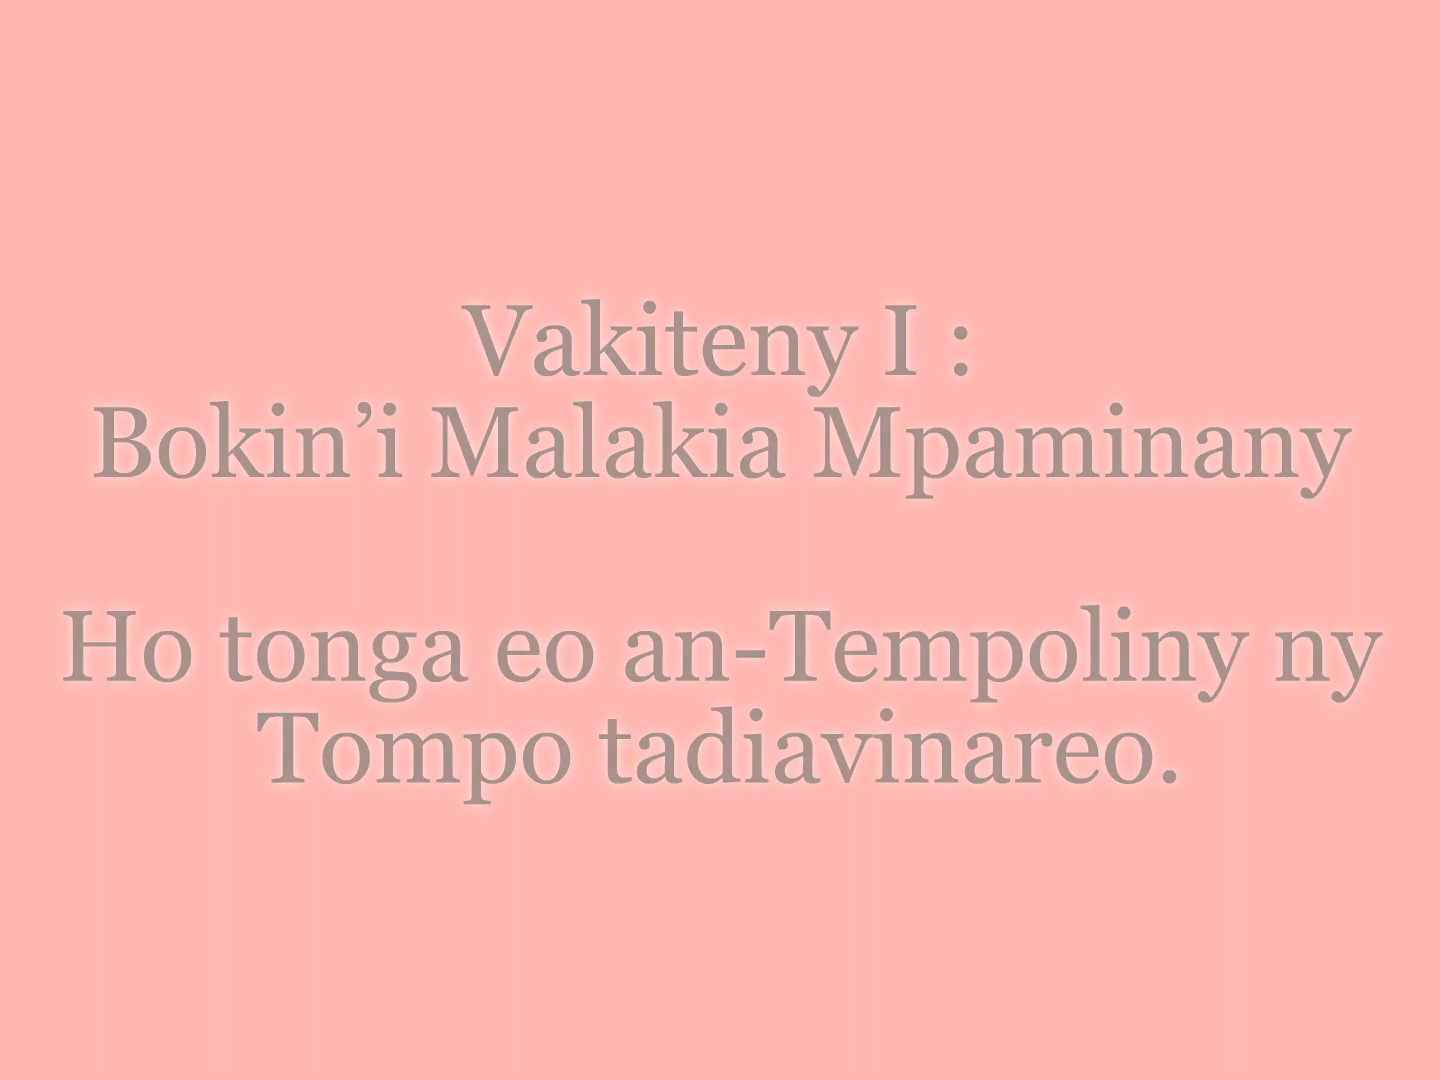 Vakiteny I :
Bokin’i Malakia Mpaminany
Ho tonga eo an-Tempoliny ny
Tompo tadiavinareo.